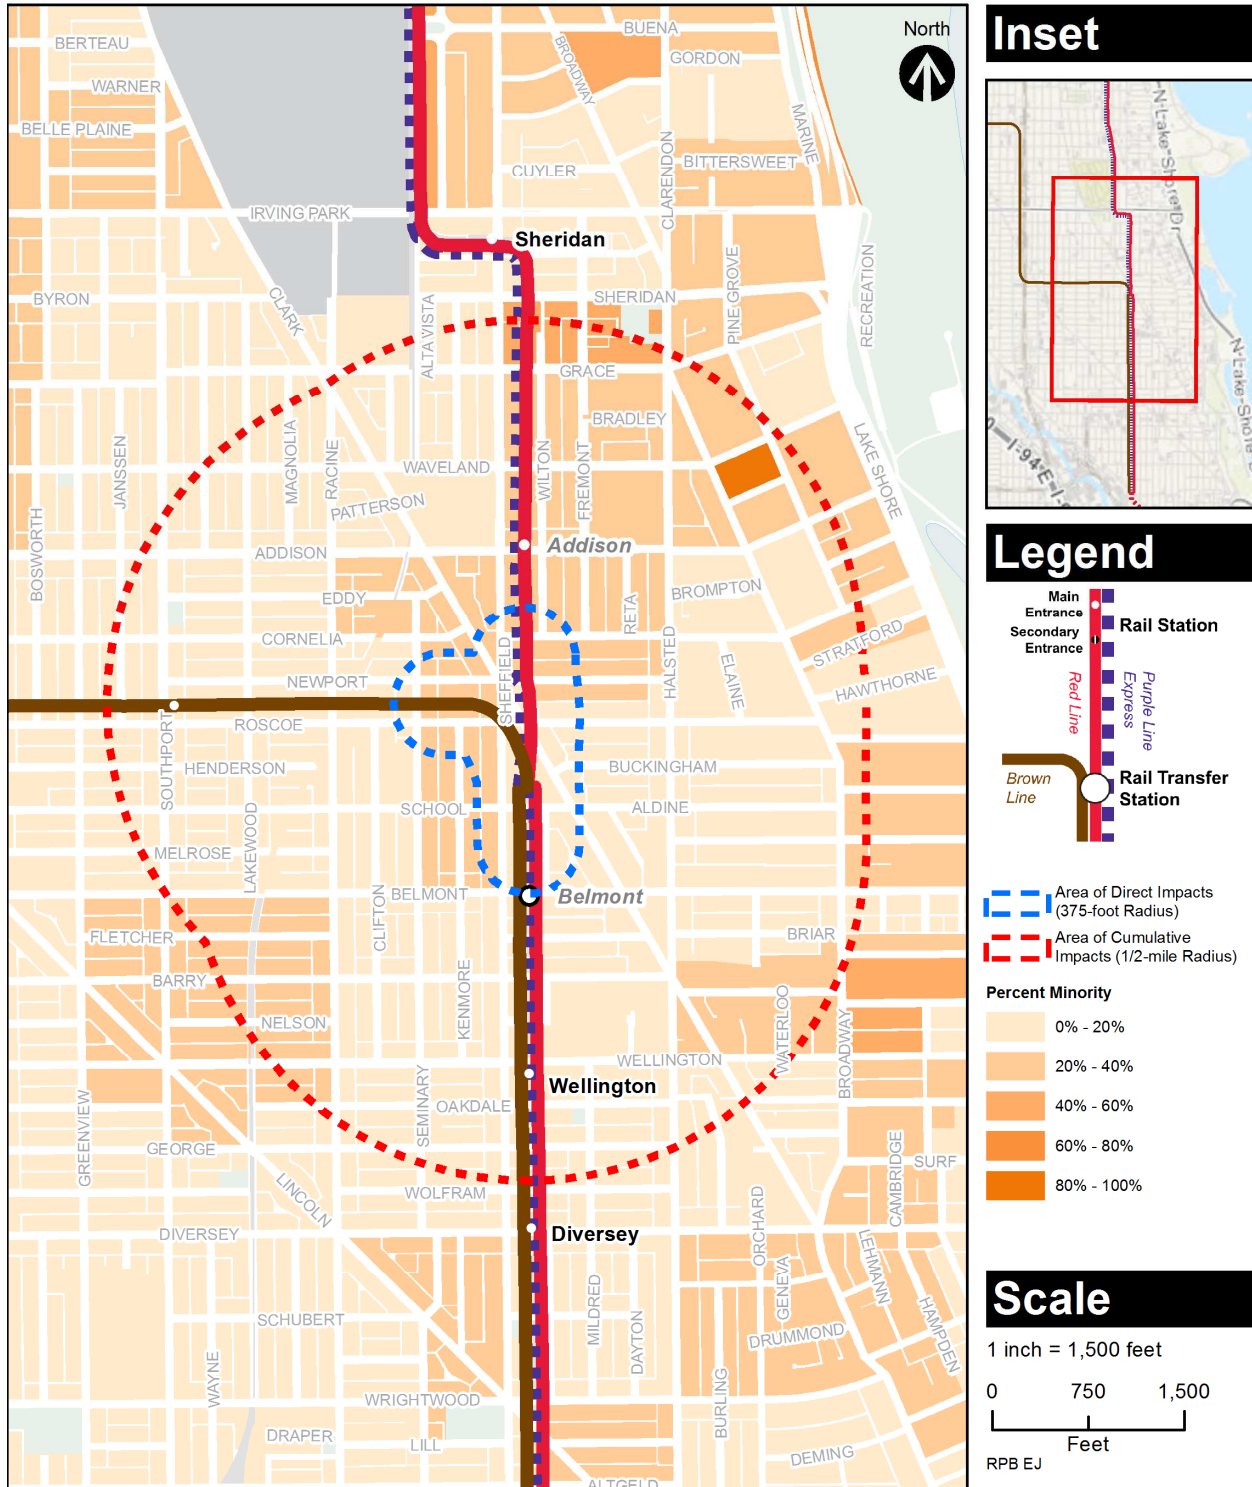 BUENA
BERTEAU
North
GORDON
BROADWAY
WARNER
MARINE
BELLE PLAINE
CLARENDON
BITTERSWEET
CUYLER
IRVING PARK
Sheridan
PINE GROVE
RECREATION
BYRON
CLARK
ALTA VISTA
SHERIDAN
GRACE
BRADLEY
JANSSEN
MAGNOLIA
RACINE
WAVELAND
WILTON
FREMONT
LAKE SHORE
PATTERSON
BOSWORTH
ADDISON
Addison
EDDY
RETA
BROMPTON
CORNELIA
SHEFFIELD
HALSTED
ELAINE
STRATFORD
NEWPORT
HAWTHORNE
SOUTHPORT
ROSCOE
HENDERSON
BUCKINGHAM
LAKEWOOD
SCHOOL
ALDINE
MELROSE
CLIFTON
BELMONT
Belmont
FLETCHER
BRIAR
BARRY
KENMORE
WATERLOO
NELSON
BROADWAY
WELLINGTON
Wellington
GREENVIEW
SEMINARY
OAKDALE
GEORGE
CAMBRIDGE
SURF
LINCOLN
WOLFRAM
ORCHARD
DIVERSEY
Diversey
LEHMANN
GENEVA
MILDRED
DAYTON
SCHUBERT
HAMPDEN
DRUMMOND
WAYNE
WRIGHTWOOD
BURLING
DRAPER
LILL
DEMING
ALTGELD
Inset
N Lake Shore Dr
N Lake Shore D
I-94 E I-9
Legend
Main
Entrance
Secondary
Entrance
Rail Station
Red Line
Purple Line
Express
Brown
Line
Rail Transfer
Station
Area of Direct Impacts
(375-foot Radius)
Area of Cumulative
Impacts (1/2-mile Radius)
Percent Minority
0% - 20%
20% - 40%
40% - 60%
60% - 80%
80% - 100%
Scale
1 inch = 1,500 feet
0 750 1,500
Feet
RPB EJ